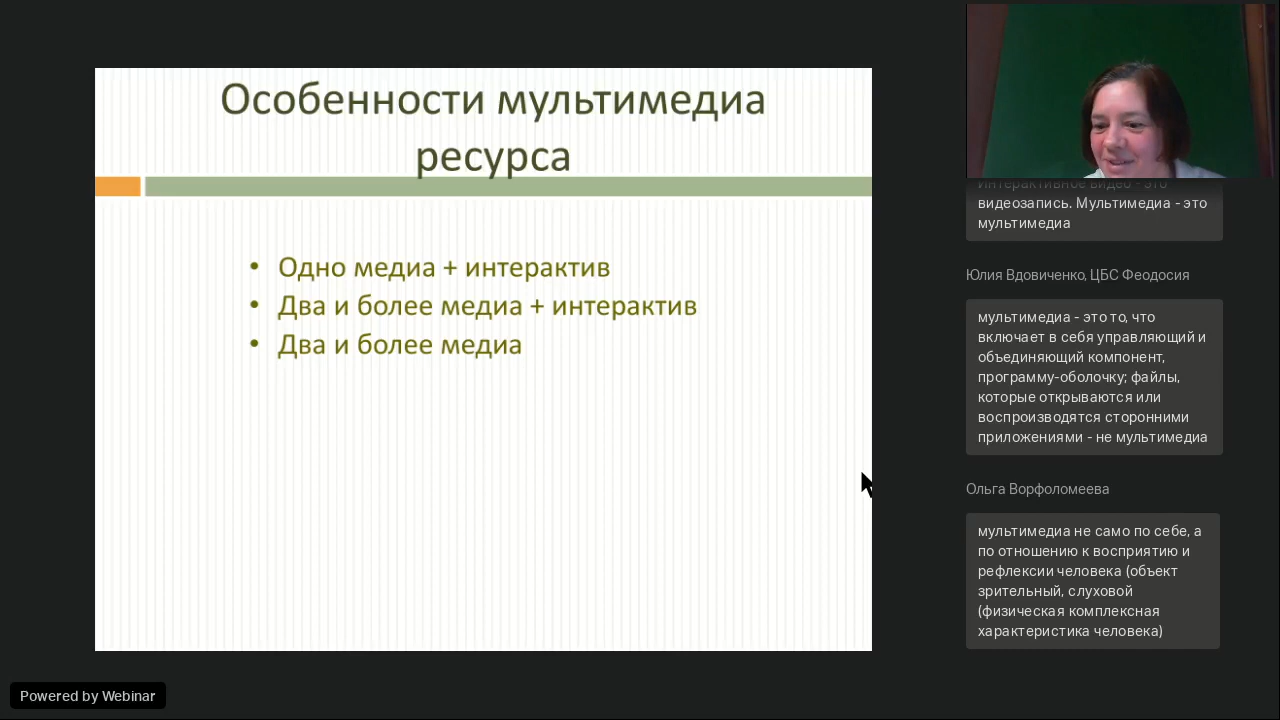 Особенности мультимедиа
ресурса
• Одно медиа + интерактив
• Два и более медиа + интерактив
• Два и более медиа
Интерактивное видео - это
видеозапись. Мультимедиа - это
мультимедиа
Юлия Вдовиченко, ЦБС Феодосия
мультимедиа - это то, что
включает в себя управляющий и
объединяющий компонент,
программу-оболочку; файлы,
которые открываются или
воспроизводятся сторонними
приложениями - не мультимедиа
Ольга Ворфоломеева
мультимедиа не само по себе, а
по отношению к восприятию и
рефлексии человека (объект
зрительный, слуховой
(физическая комплексная
характеристика человека)
Powered by Webinar